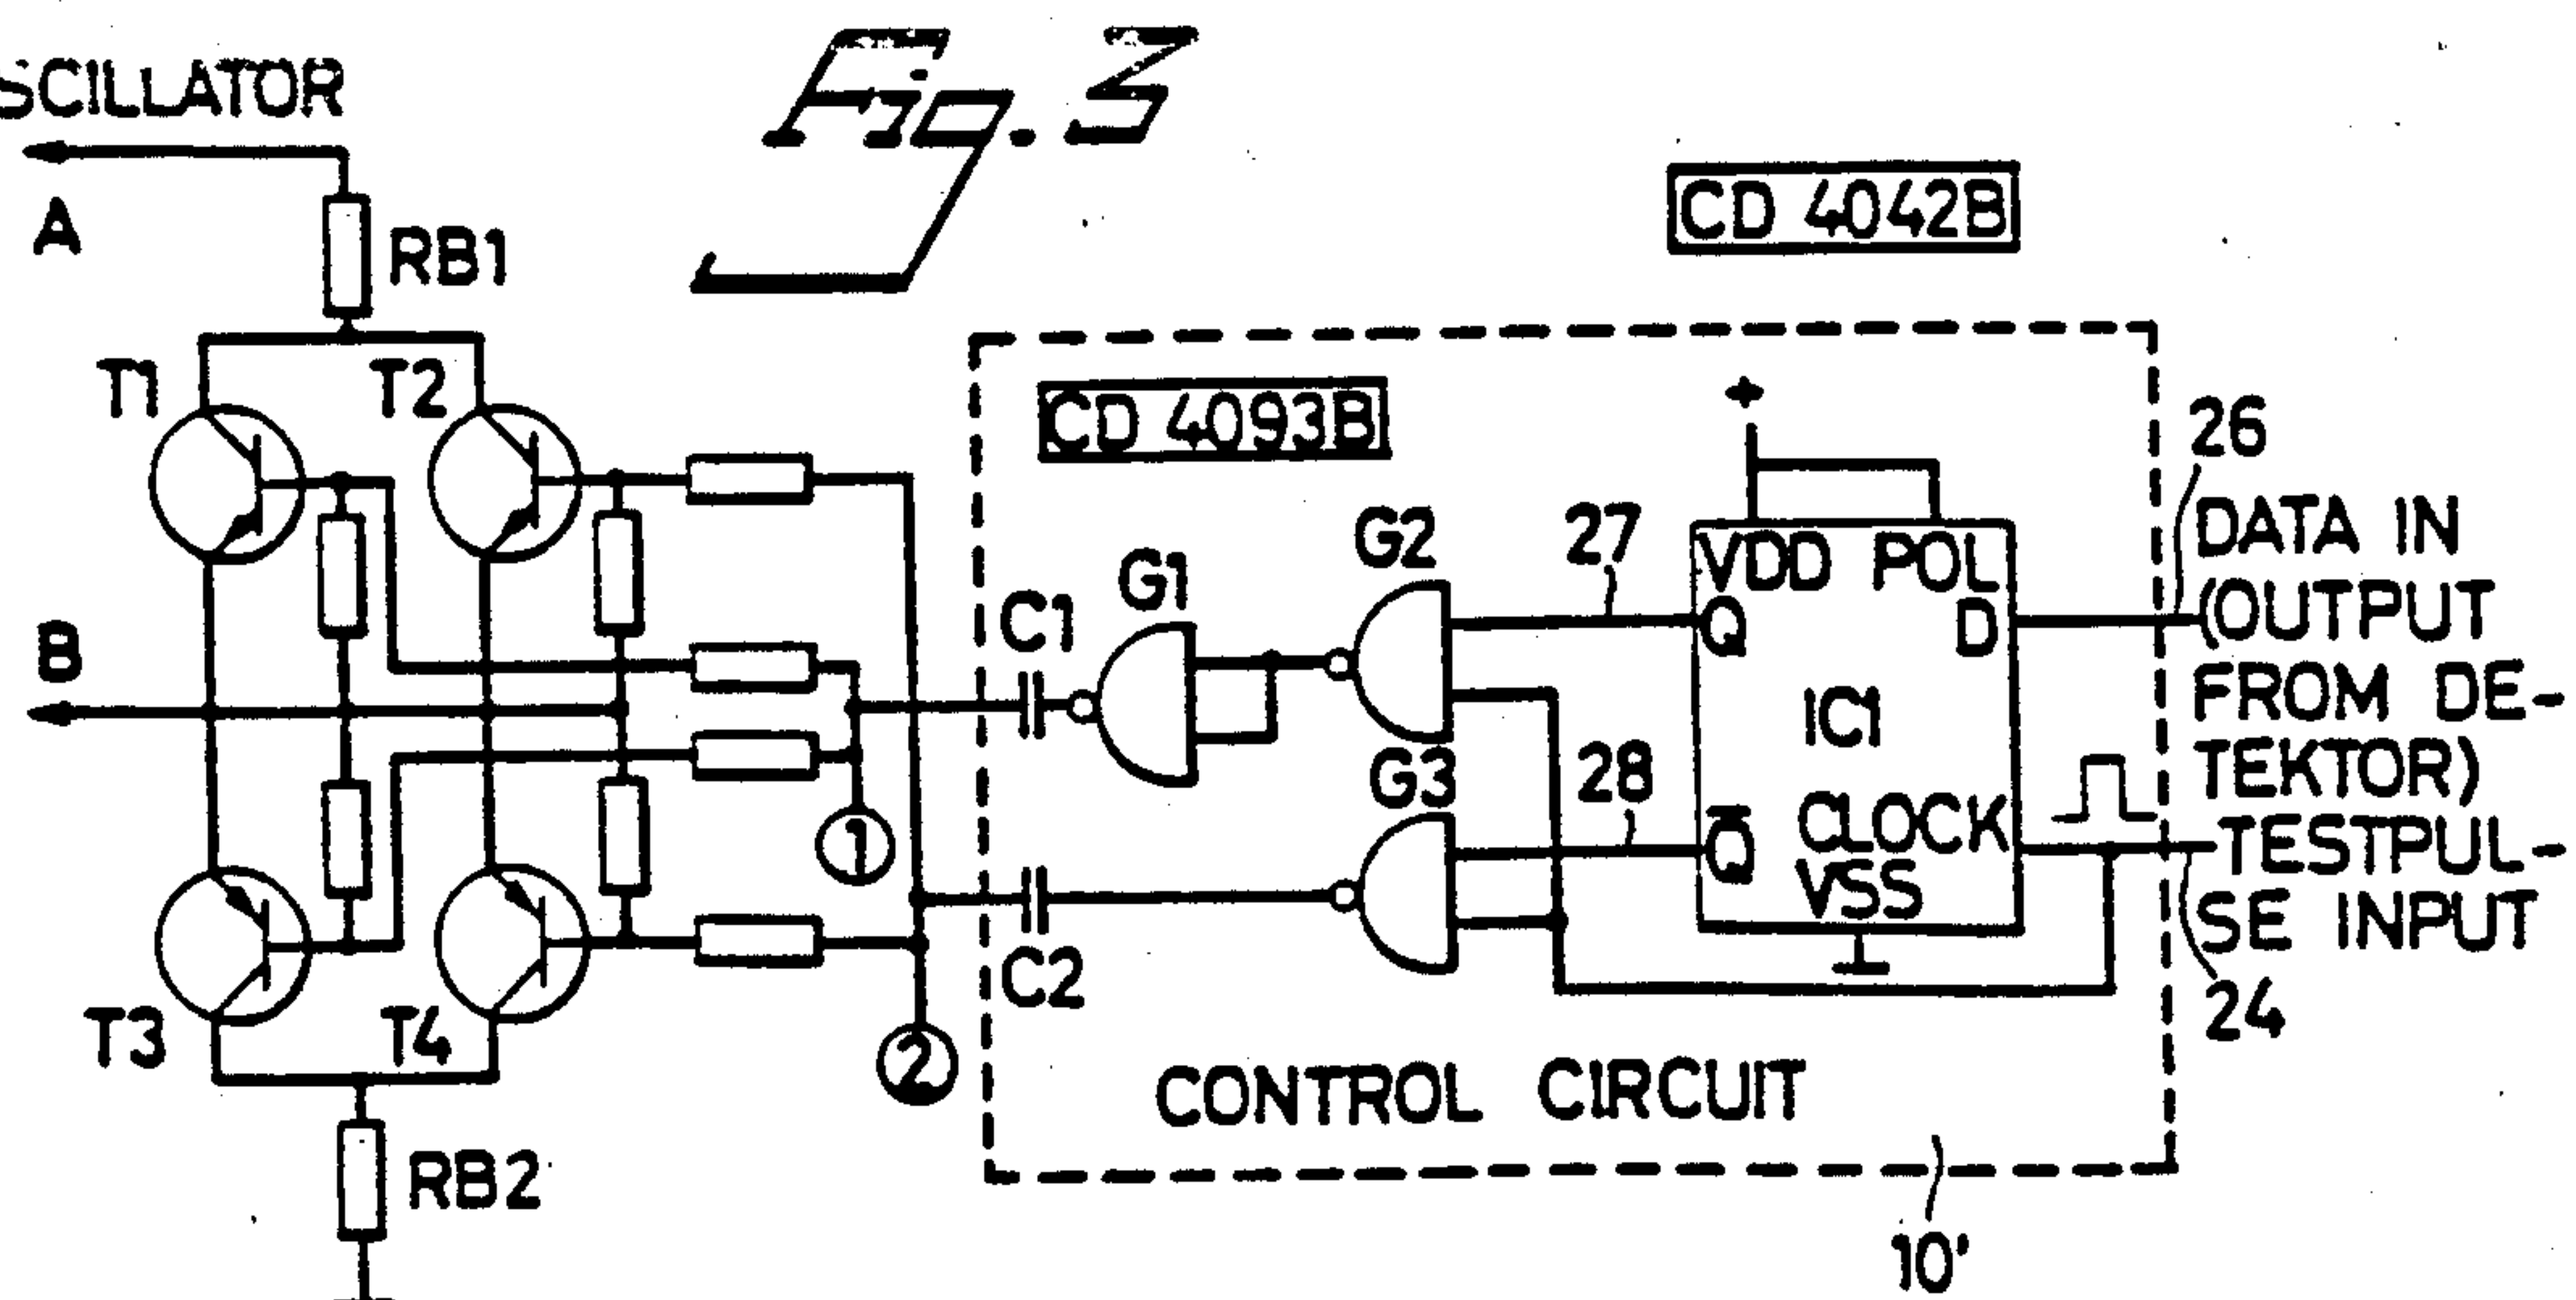 Fig. 3
SCILLATOR
A
RB1
CD 4042B
T1
T2
CD 4093B
+
26
DATA IN
(OUTPUT
FROM DE-
TEKTOR)
TESTPUL-
SE INPUT
24
27
G2
G1
C1
VDD POL
Q
D
IC1
B
G3
28
CLOCK
Q̅
VSS
1
C2
T3
T4
2
CONTROL CIRCUIT
RB2
10'